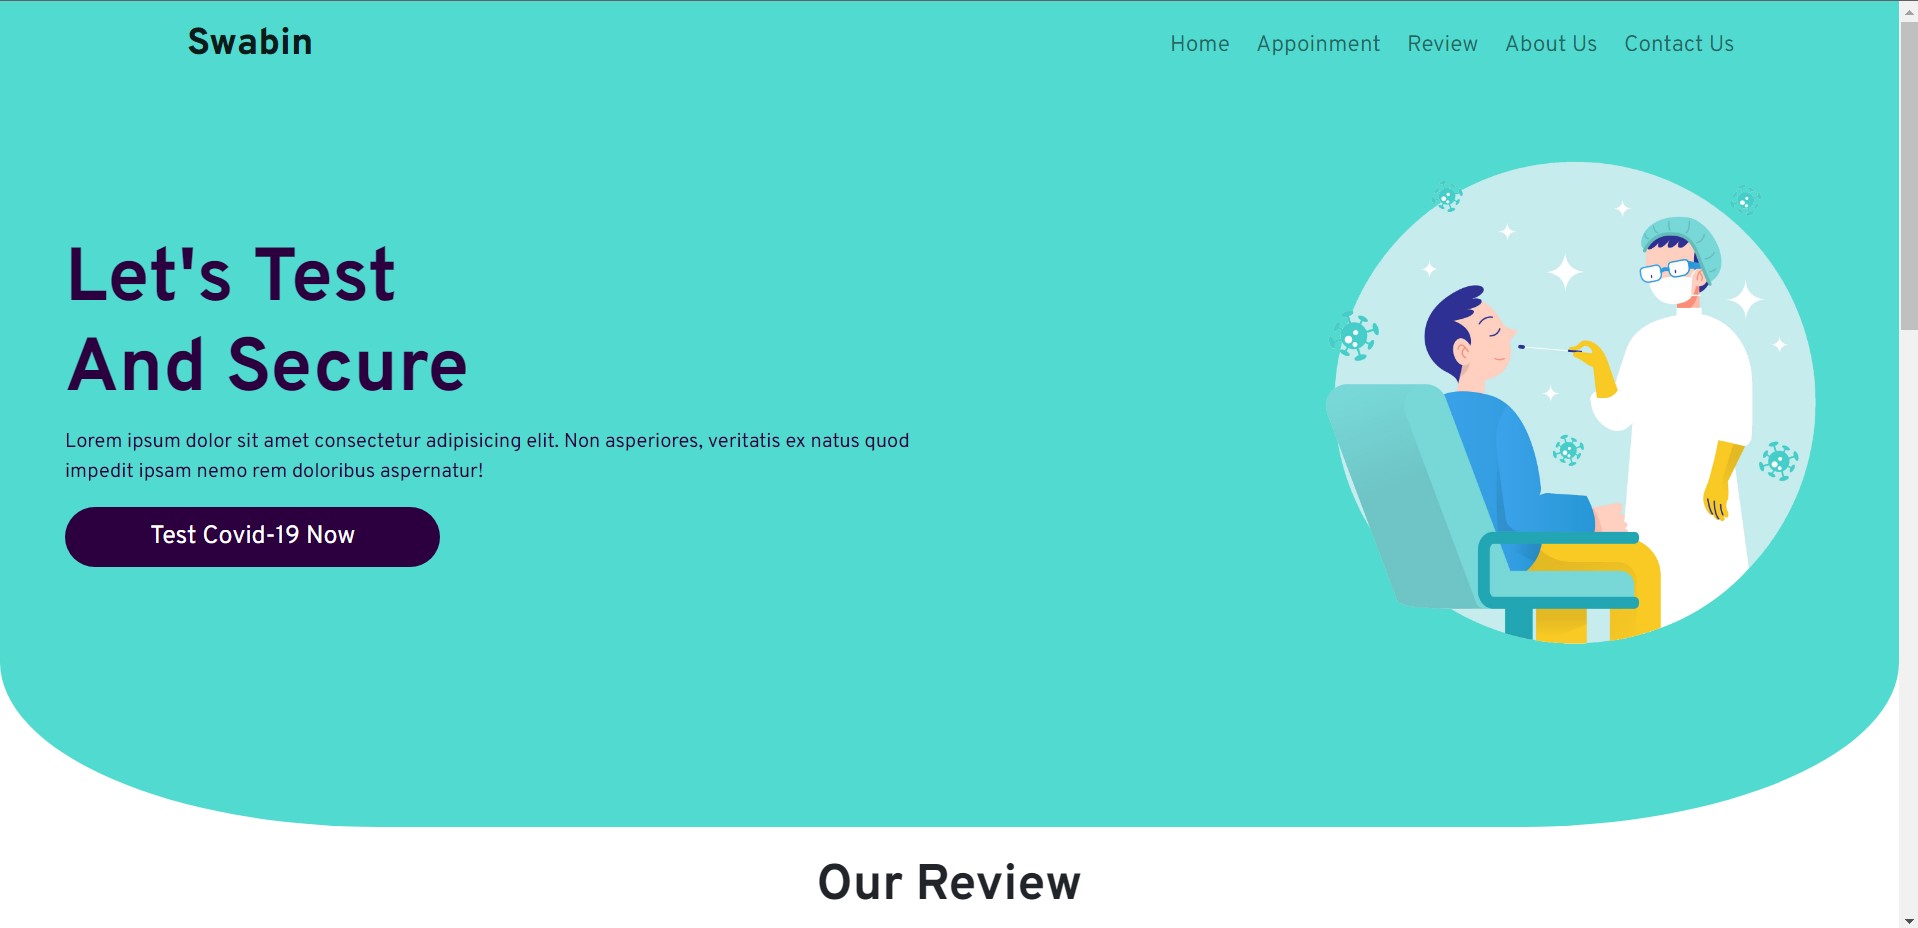 Swabin
Home Appoinment Review About Us Contact Us
Let's Test
And Secure
Lorem ipsum dolor sit amet consectetur adipisicing elit. Non asperiores, veritatis ex natus quod
impedit ipsam nemo rem doloribus aspernatur!
Test Covid-19 Now
Our Review